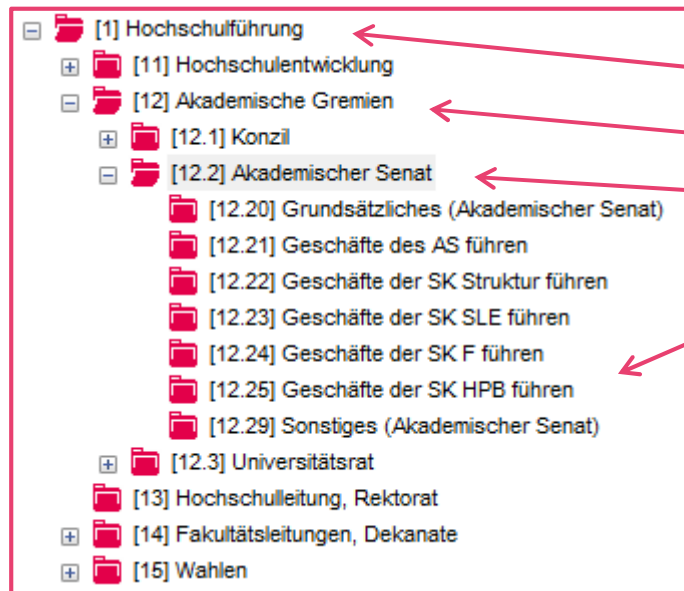 [1] Hochschulführung
[11] Hochschulentwicklung
[12] Akademische Gremien
[12.1] Konzil
[12.2] Akademischer Senat
[12.20] Grundsätzliches (Akademischer Senat)
[12.21] Geschäfte des AS führen
[12.22] Geschäfte der SK Struktur führen
[12.23] Geschäfte der SK SLE führen
[12.24] Geschäfte der SK F führen
[12.25] Geschäfte der SK HPB führen
[12.29] Sonstiges (Akademischer Senat)
[12.3] Universitätsrat
[13] Hochschulleitung, Rektorat
[14] Fakultätsleitungen, Dekanate
[15] Wahlen